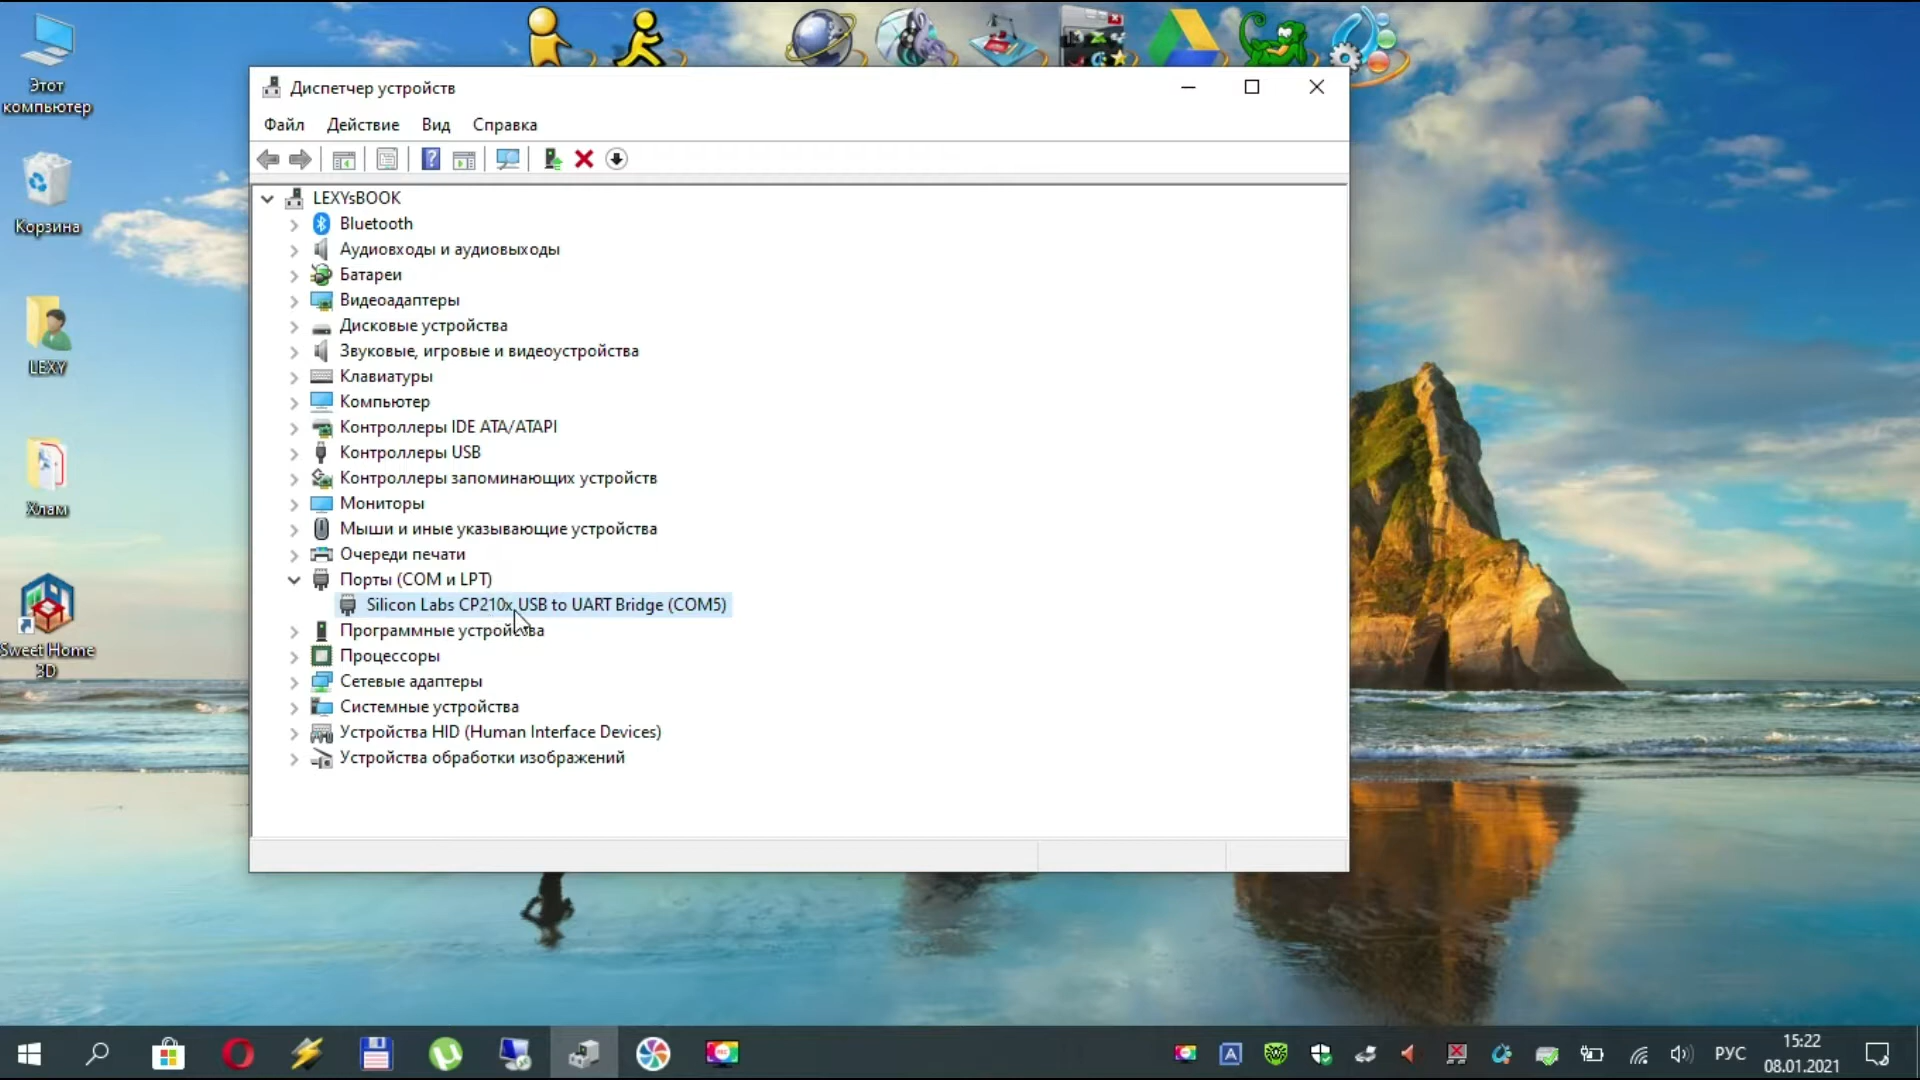 Этот
компьютер
Корзина
LEXY
Хлам
Sweet Home
3D
Диспетчер устройств
Файл Действие Вид Справка
LEXYsBOOK
Bluetooth
Аудиовходы и аудиовыходы
Батареи
Видеоадаптеры
Дисковые устройства
Звуковые, игровые и видеоустройства
Клавиатуры
Компьютер
Контроллеры IDE ATA/ATAPI
Контроллеры USB
Контроллеры запоминающих устройств
Мониторы
Мыши и иные указывающие устройства
Очереди печати
Порты (COM и LPT)
Silicon Labs CP210x USB to UART Bridge (COM5)
Программные устройства
Процессоры
Сетевые адаптеры
Системные устройства
Устройства HID (Human Interface Devices)
Устройства обработки изображений
РУС
15:22
08.01.2021